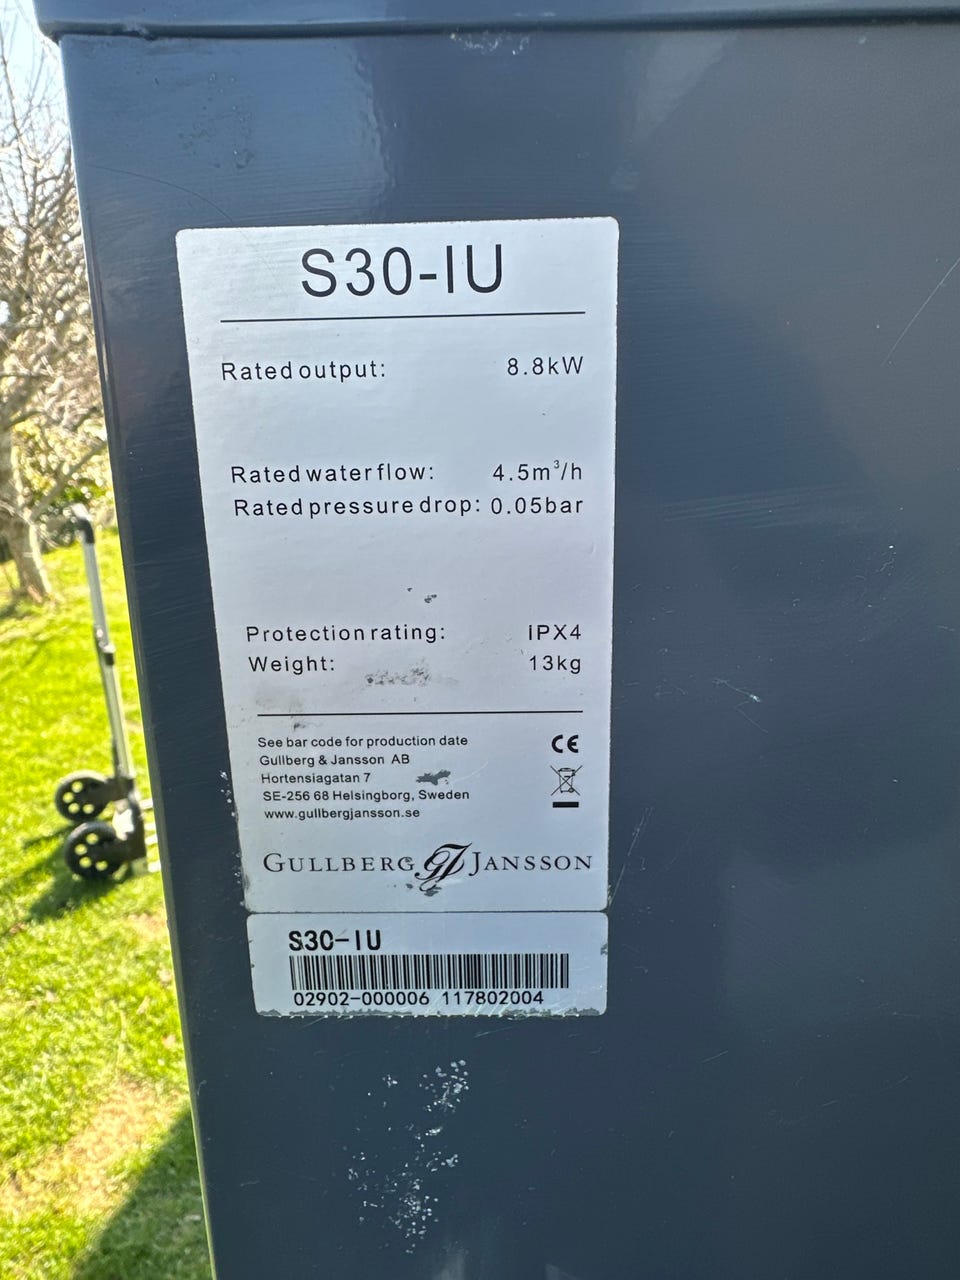 S30-IU
Rated output: 8.8kW
Rated water flow: 4.5m³/h
Rated pressure drop: 0.05bar
Protection rating: IPX4
Weight: 13kg
See bar code for production date
Gullberg & Jansson AB
Hortensiagatan 7
SE-256 68 Helsingborg, Sweden
www.gullbergjansson.se
CE
GULLBERG GJ JANSSON
S30-IU
02902-000006 117802004